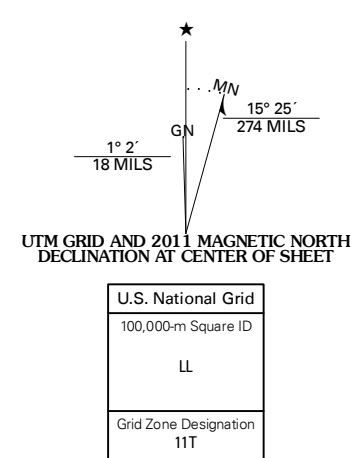 ★
MN
15° 25´
274 MILS
GN
1° 2´
18 MILS
UTM GRID AND 2011 MAGNETIC NORTH
DECLINATION AT CENTER OF SHEET
U.S. National Grid
100,000-m Square ID
LL
Grid Zone Designation
11T